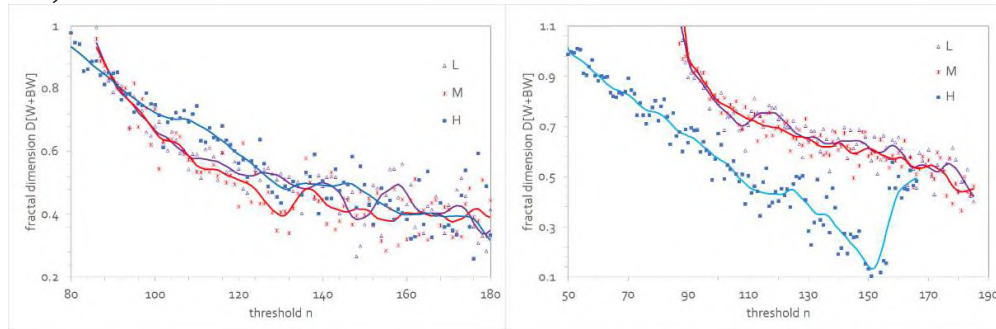 1
0.8
0.6
0.4
0.2
fractal dimension D[W+BW]
80
100
120
140
160
180
threshold n
L
M
H
1.1
0.9
0.7
0.5
0.3
0.1
fractal dimension D[W+BW]
50
70
90
110
130
150
170
190
threshold n
L
M
H